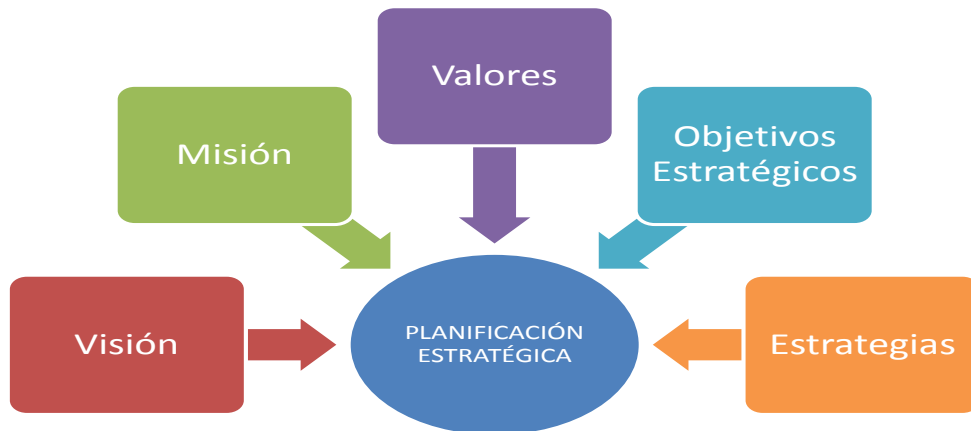 Valores
Misión
Objetivos
Estratégicos
Visión
PLANIFICACIÓN
ESTRATÉGICA
Estrategias